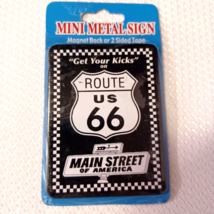 MINI METAL SIGN
Magnet Back or 2 Sided Tape
"Get Your Kicks"
on
ROUTE
US
66
MAIN STREET
OF AMERICA